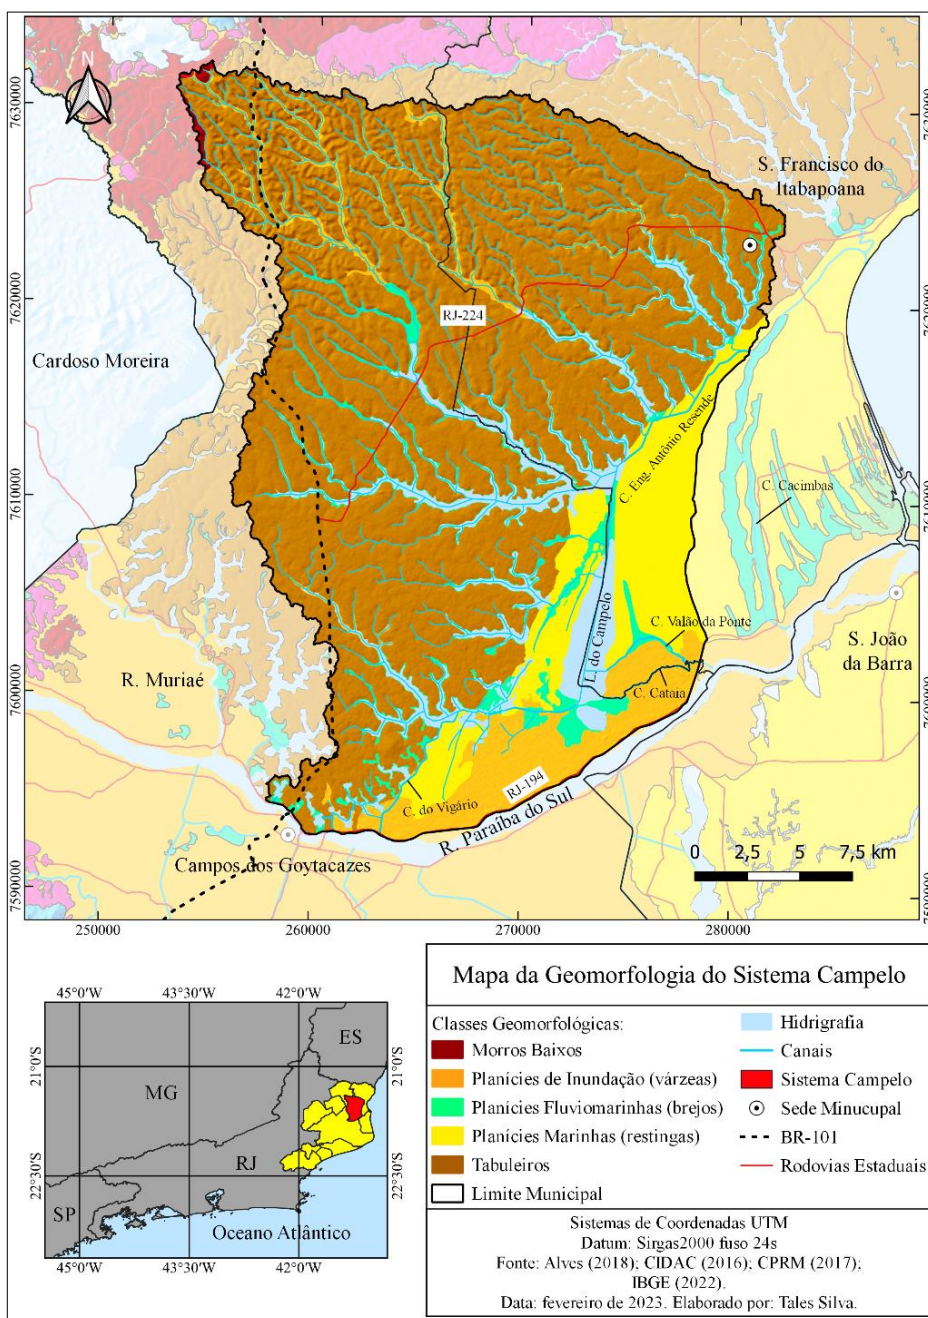 N
7630000
7620000
7610000
7600000
7590000
7630000
7620000
7610000
7600000
7590000
250000
260000
270000
280000
S. Francisco do
Itabapoana
RJ-224
Cardoso Moreira
C. Eng. Antônio Resende
C. Cacimbas
L. do Campelo
C. Valão da Ponte
S. João
da Barra
R. Muriaé
C. Cataia
RJ-194
C. do Vigário
R. Paraíba do Sul
Campos dos Goytacazes
0 2,5 5 7,5 km
45°0'W 43°30'W 42°0'W
21°0'S
22°30'S
21°0'S
22°30'S
ES
MG
RJ
SP
Oceano Atlântico
45°0'W 43°30'W 42°0'W
Mapa da Geomorfologia do Sistema Campelo
Classes Geomorfológicas:
Morros Baixos
Planícies de Inundação (várzeas)
Planícies Fluviomarinhas (brejos)
Planícies Marinhas (restingas)
Tabuleiros
Limite Municipal
Hidrigrafia
Canais
Sistema Campelo
Sede Minucupal
BR-101
Rodovias Estaduais
Sistemas de Coordenadas UTM
Datum: Sirgas2000 fuso 24s
Fonte: Alves (2018); CIDAC (2016); CPRM (2017);
IBGE (2022).
Data: fevereiro de 2023. Elaborado por: Tales Silva.